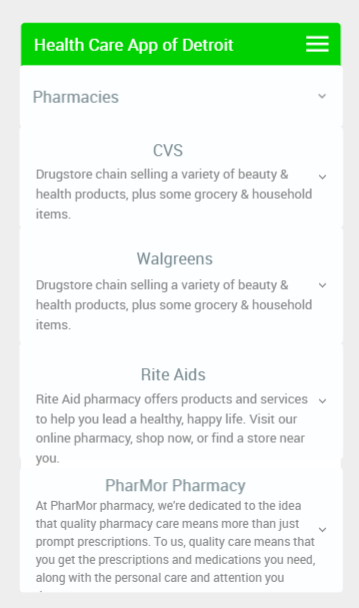 Health Care App of Detroit
Pharmacies
CVS
Drugstore chain selling a variety of beauty &
health products, plus some grocery & household
items.
Walgreens
Drugstore chain selling a variety of beauty &
health products, plus some grocery & household
items.
Rite Aids
Rite Aid pharmacy offers products and services
to help you lead a healthy, happy life. Visit our
online pharmacy, shop now, or find a store near
you.
PharMor Pharmacy
At PharMor pharmacy, we're dedicated to the idea
that quality pharmacy care means more than just
prompt prescriptions. To us, quality care means that
you get the prescriptions and medications you need,
along with the personal care and attention you